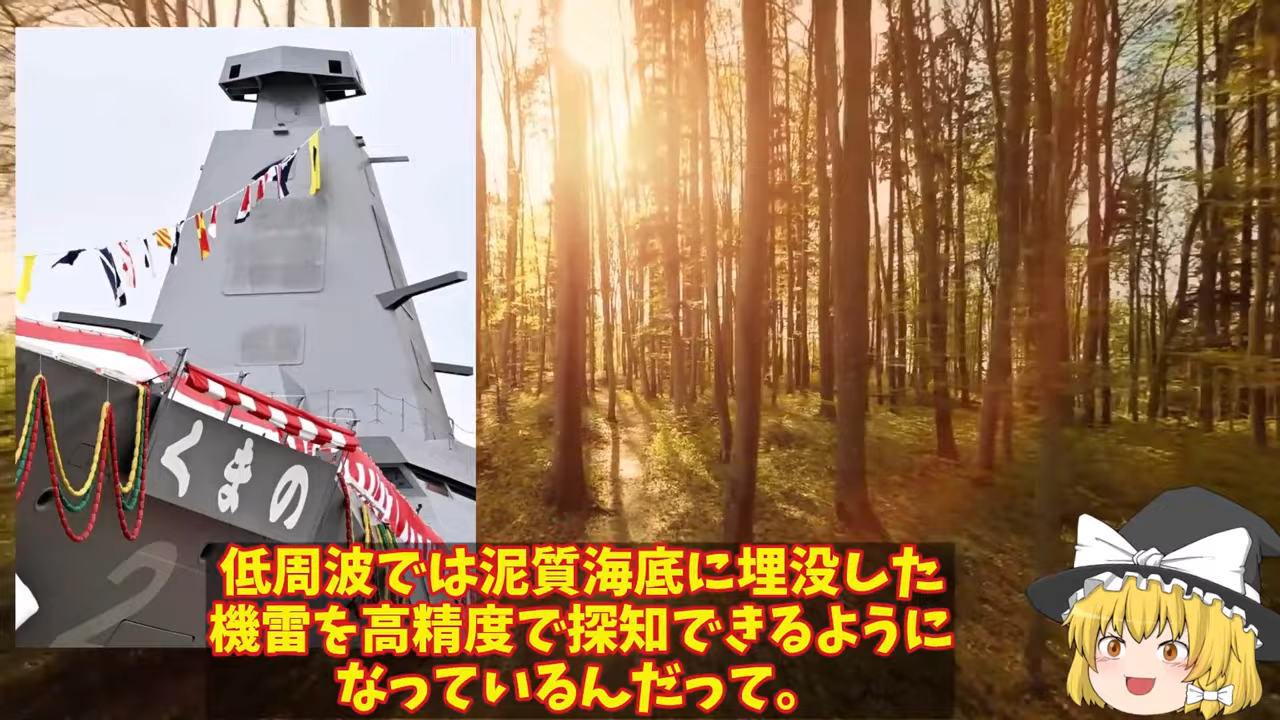 くまの
2
低周波では泥質海底に埋没した
機雷を高精度で探知できるように
なっているんだって。